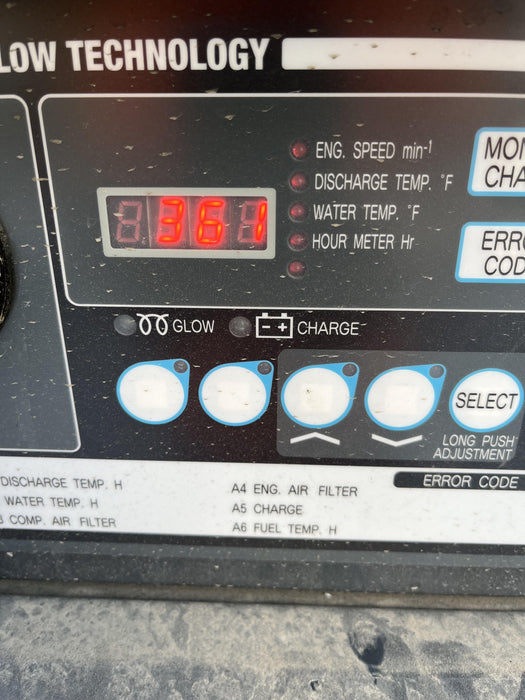 LOW TECHNOLOGY
ENG. SPEED min-1
DISCHARGE TEMP. °F
WATER TEMP. °F
HOUR METER Hr
361
MON
CHA
ERRO
CODE
GLOW
- +
CHARGE
SELECT
LONG PUSH
ADJUSTMENT
DISCHARGE TEMP. H
WATER TEMP. H
COMP. AIR FILTER
A4 ENG. AIR FILTER
A5 CHARGE
A6 FUEL TEMP. H
ERROR CODE